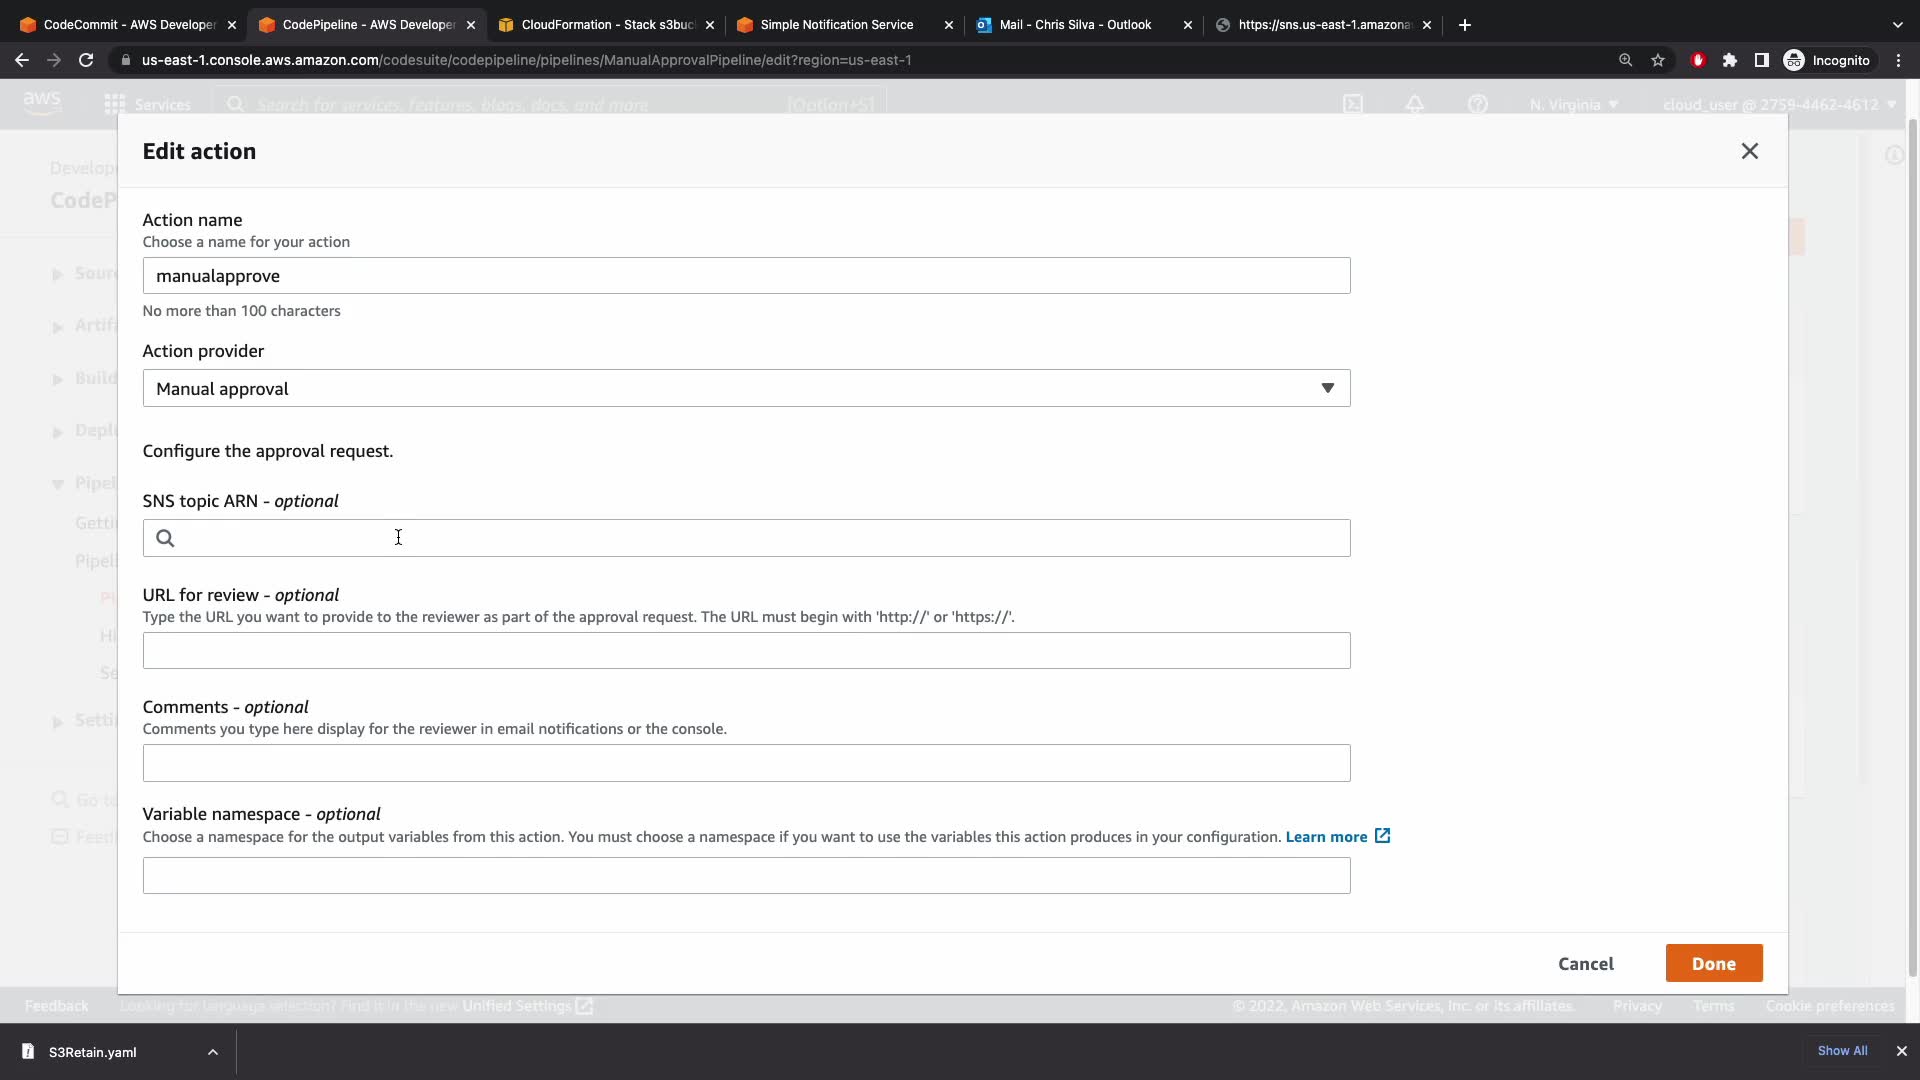 CodeCommit - AWS Developer
CodePipeline - AWS Developer
CloudFormation - Stack s3buc
Simple Notification Service
Mail - Chris Silva - Outlook
https://sns.us-east-1.amazona
us-east-1.console.aws.amazon.com/codesuite/codepipeline/pipelines/ManualApprovalPipeline/edit?region=us-east-1
Incognito
aws
Services
Search for services, features, blogs, docs, and more
[Option+S]
N. Virginia
cloud_user @ 2759-4462-4612
Edit action
Develop
CodeP
Action name
Choose a name for your action
manualapprove
No more than 100 characters
Action provider
Manual approval
Configure the approval request.
SNS topic ARN - optional
URL for review - optional
Type the URL you want to provide to the reviewer as part of the approval request. The URL must begin with 'http://' or 'https://'.
Comments - optional
Comments you type here display for the reviewer in email notifications or the console.
Variable namespace - optional
Choose a namespace for the output variables from this action. You must choose a namespace if you want to use the variables this action produces in your configuration. Learn more
Sourc
Artifa
Build
Deplo
Pipel
Getti
Pipeli
Pi
Hi
Se
Setti
Go to
Feed
Cancel
Done
Feedback
Looking for language selection? Find it in the new Unified Settings
© 2022, Amazon Web Services, Inc. or its affiliates.
Privacy
Terms
Cookie preferences
S3Retain.yaml
Show All